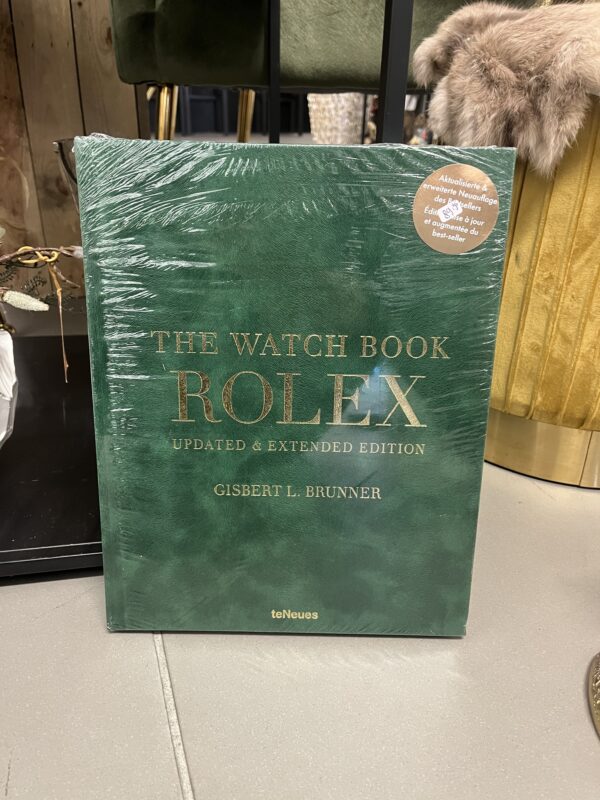 Aktualisierte &
erweiterte Neuauflage
des Bestsellers
à jour
et augmentée du
best-seller
THE WATCH BOOK
ROLEX
UPDATED & EXTENDED EDITION
GISBERT L. BRUNNER
teNeues